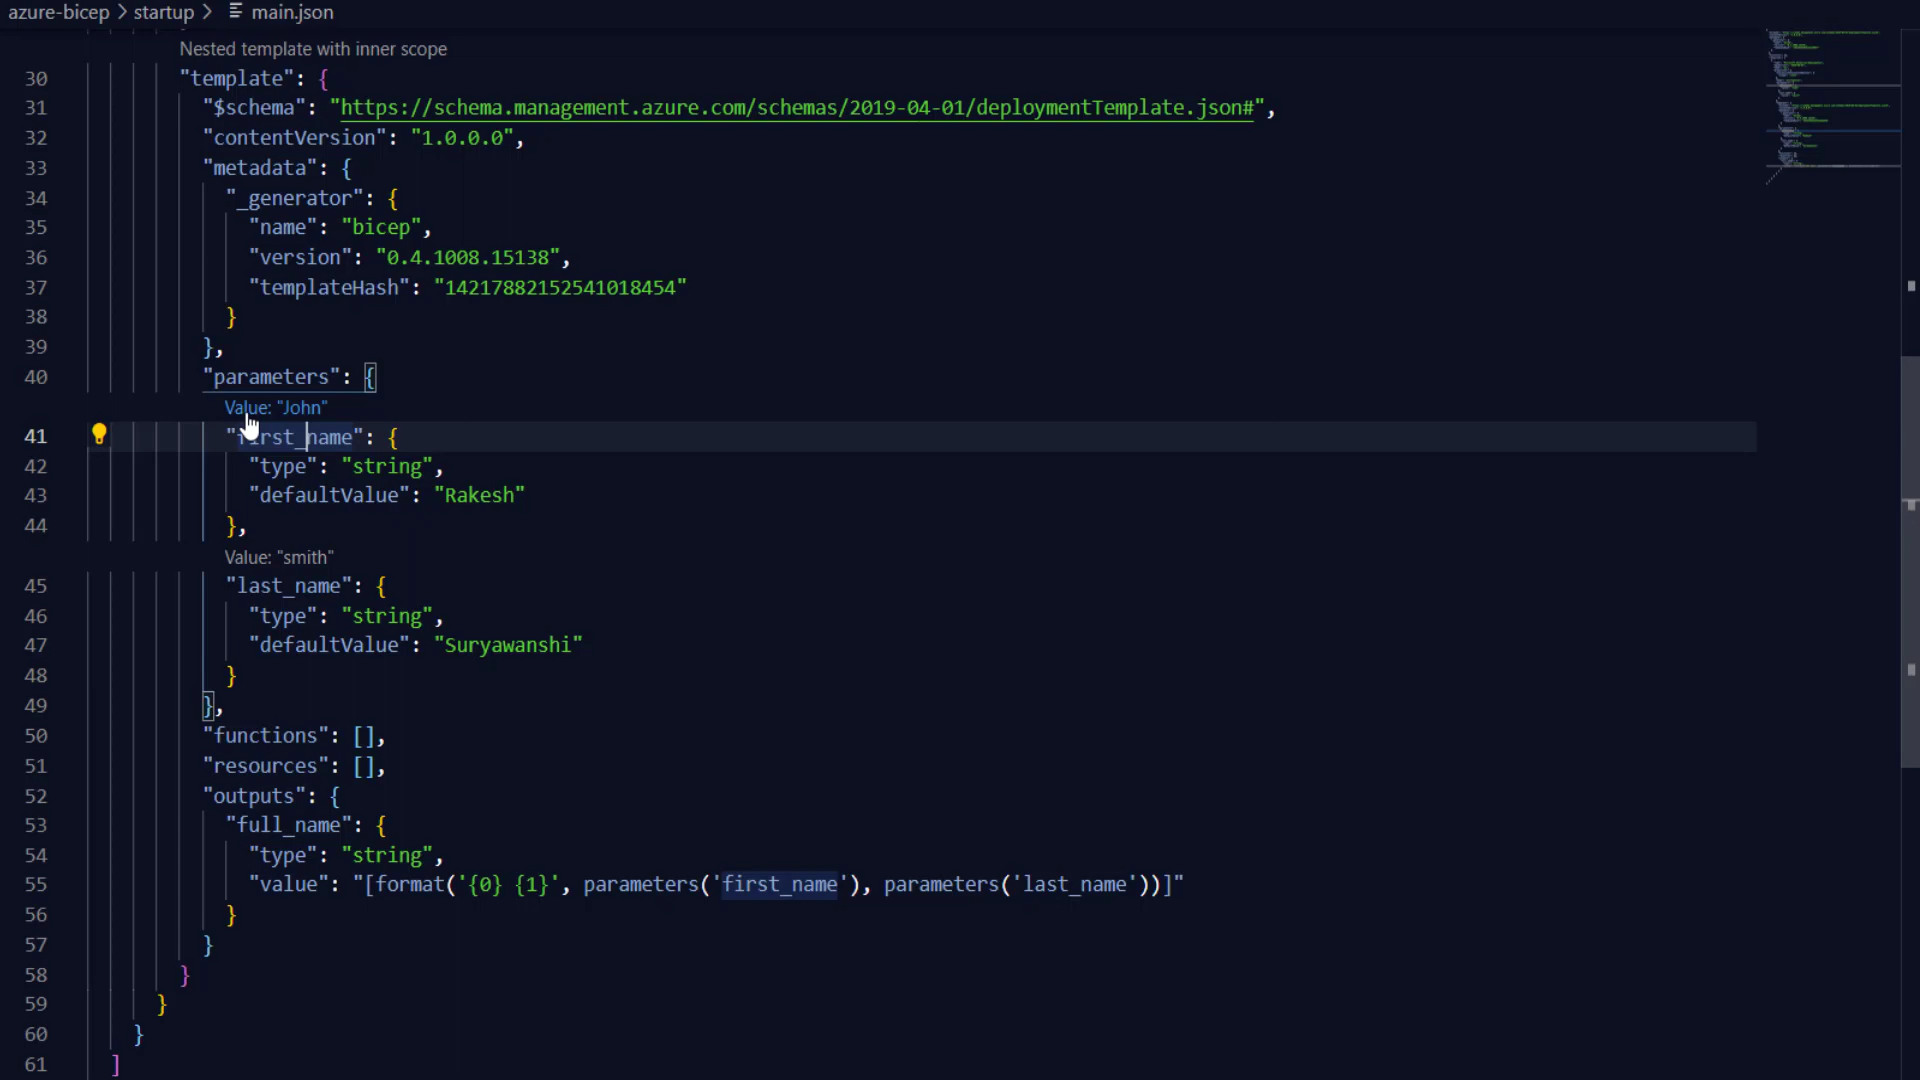 azure-bicep > startup > main.json
Nested template with inner scope
30 "template": {
31 "$schema": "https://schema.management.azure.com/schemas/2019-04-01/deploymentTemplate.json#",
32 "contentVersion": "1.0.0.0",
33 "metadata": {
34 "_generator": {
35 "name": "bicep",
36 "version": "0.4.1008.15138",
37 "templateHash": "14217882152541018454"
38 }
39 },
40 "parameters": {
Value: "John"
41 "first_name": {
42 "type": "string",
43 "defaultValue": "Rakesh"
44 },
Value: "smith"
45 "last_name": {
46 "type": "string",
47 "defaultValue": "Suryawanshi"
48 }
49 },
50 "functions": [],
51 "resources": [],
52 "outputs": {
53 "full_name": {
54 "type": "string",
55 "value": "[format('{0} {1}', parameters('first_name'), parameters('last_name'))]"
56 }
57 }
58 }
59 }
60 }
61 ]